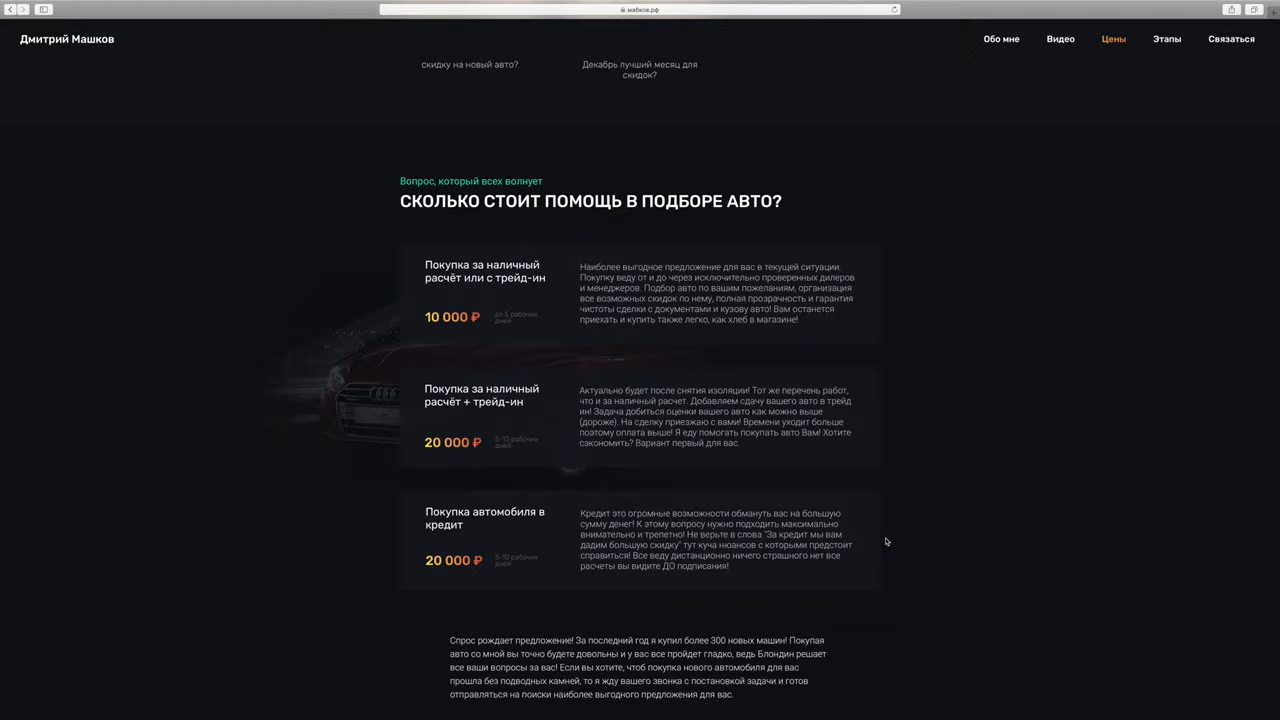 машков.рф
Дмитрий Машков
Обо мне
Видео
Цены
Этапы
Связаться
скидку на новый авто?
Декабрь лучший месяц для
скидок?
Вопрос, который всех волнует
СКОЛЬКО СТОИТ ПОМОЩЬ В ПОДБОРЕ АВТО?
Покупка за наличный
расчёт или с трейд-ин
10 000 ₽
до 5 рабочих
дней
Наиболее выгодное предложение для вас в текущей ситуации.
Покупку веду от и до через исключительно проверенных дилеров
и менеджеров. Подбор авто по вашим пожеланиям, организация
все возможных скидок по нему, полная прозрачность и гарантия
чистоты сделки с документами и кузову авто! Вам останется
приехать и купить также легко, как хлеб в магазине!
Покупка за наличный
расчёт + трейд-ин
20 000 ₽
5-10 рабочих
дней
Актуально будет после снятия изоляции! Тот же перечень работ,
что и за наличный расчет. Добавляем сдачу вашего авто в трейд
ин! Задача добиться оценки вашего авто как можно выше
(дороже). На сделку приезжаю с вами! Времени уходит больше
поэтому оплата выше! Я еду помогать покупать авто Вам! Хотите
сэкономить? Вариант первый для вас.
Покупка автомобиля в
кредит
20 000 ₽
5-10 рабочих
дней
Кредит это огромные возможности обмануть вас на большую
сумму денег! К этому вопросу нужно подходить максимально
внимательно и трепетно! Не верьте в слова "За кредит мы вам
дадим большую скидку" тут куча нюансов с которыми предстоит
справиться! Все веду дистанционно ничего страшного нет все
расчеты вы видите ДО подписания!
Спрос рождает предложение! За последний год я купил более 300 новых машин! Покупая
авто со мной вы точно будете довольны и у вас все пройдет гладко, ведь Блондин решает
все ваши вопросы за вас! Если вы хотите, чтоб покупка нового автомобиля для вас
прошла без подводных камней, то я жду вашего звонка с постановкой задачи и готов
отправляться на поиски наиболее выгодного предложения для вас.